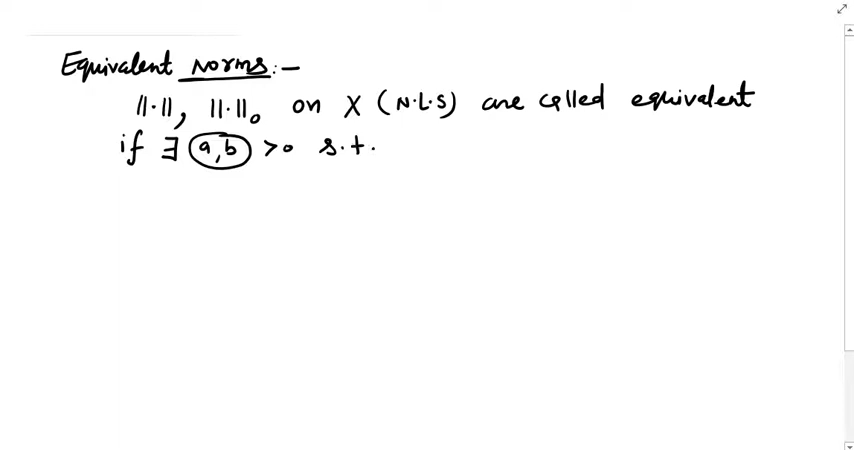 Equivalent Norms:-
||·||, ||·||₀ on X (N.L.S) are called equivalent
if ∃ a,b >0 s.t.